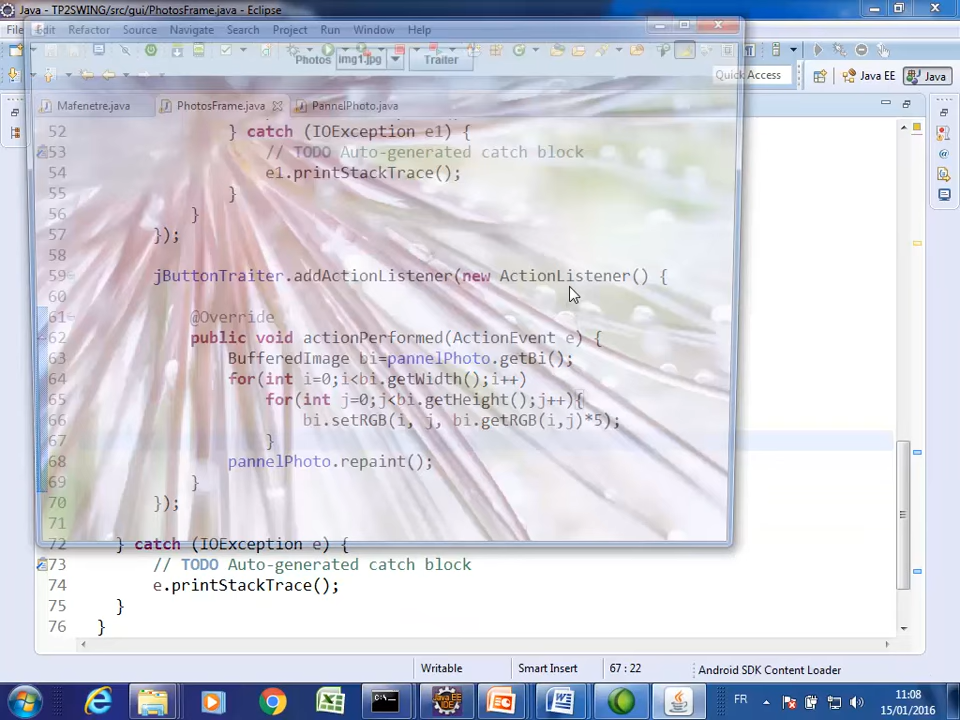 Java - TP2SWING/src/gui/PhotosFrame.java - Eclipse
File Edit Refactor Source Navigate Search Project Run Window Help
Photos img1.jpg Traiter
Quick Access Java EE Java
Mafenetre.java PhotosFrame.java PannelPhoto.java
52 } catch (IOException e1) {
53 // TODO Auto-generated catch block
54 e1.printStackTrace();
55 }
56 }
57 });
58
59 jButtonTraiter.addActionListener(new ActionListener() {
60
61 @Override
62 public void actionPerformed(ActionEvent e) {
63 BufferedImage bi=pannelPhoto.getBi();
64 for(int i=0;i<bi.getWidth();i++)
65 for(int j=0;j<bi.getHeight();j++){
66 bi.setRGB(i, j, bi.getRGB(i,j)*5);
67 }
68 pannelPhoto.repaint();
69 }
70 });
71
72 } catch (IOException e) {
73 // TODO Auto-generated catch block
74 e.printStackTrace();
75 }
76 }
Writable Smart Insert 67 : 22 Android SDK Content Loader
FR 11:08
15/01/2016